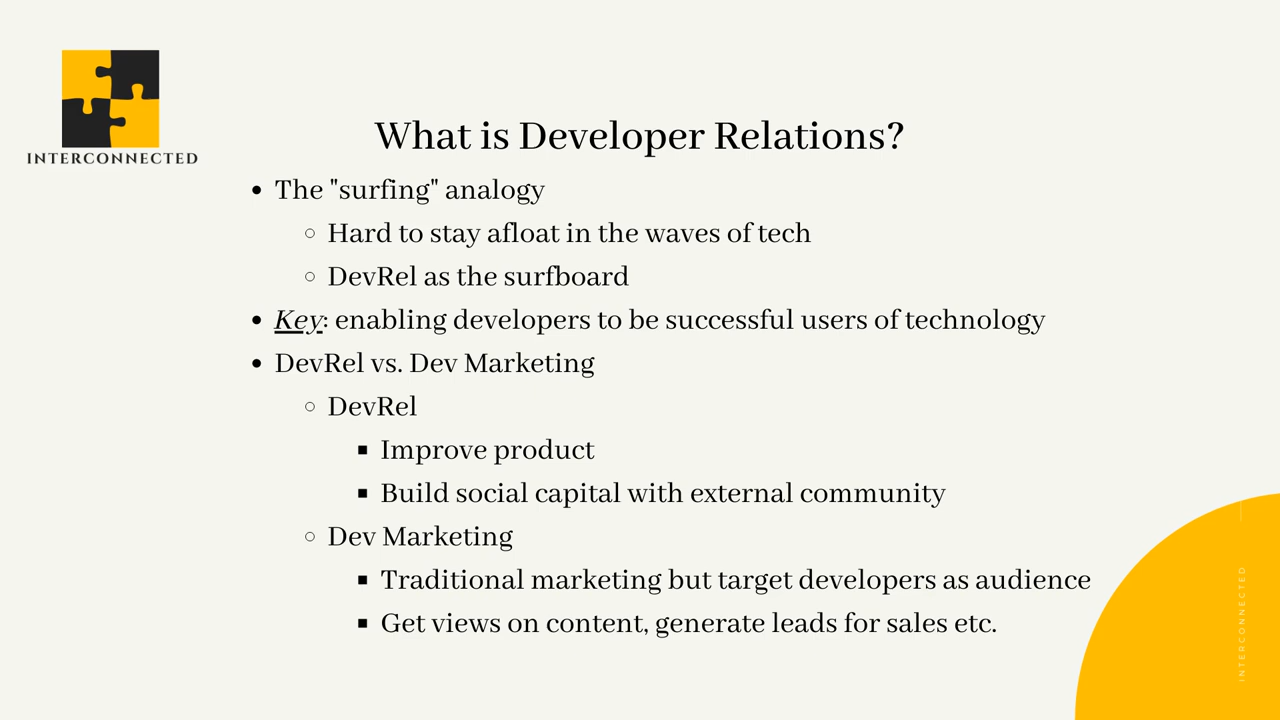 INTERCONNECTED
What is Developer Relations?
• The "surfing" analogy
○ Hard to stay afloat in the waves of tech
○ DevRel as the surfboard
• Key: enabling developers to be successful users of technology
• DevRel vs. Dev Marketing
○ DevRel
▪ Improve product
▪ Build social capital with external community
○ Dev Marketing
▪ Traditional marketing but target developers as audience
▪ Get views on content, generate leads for sales etc.
INTERCONNECTED